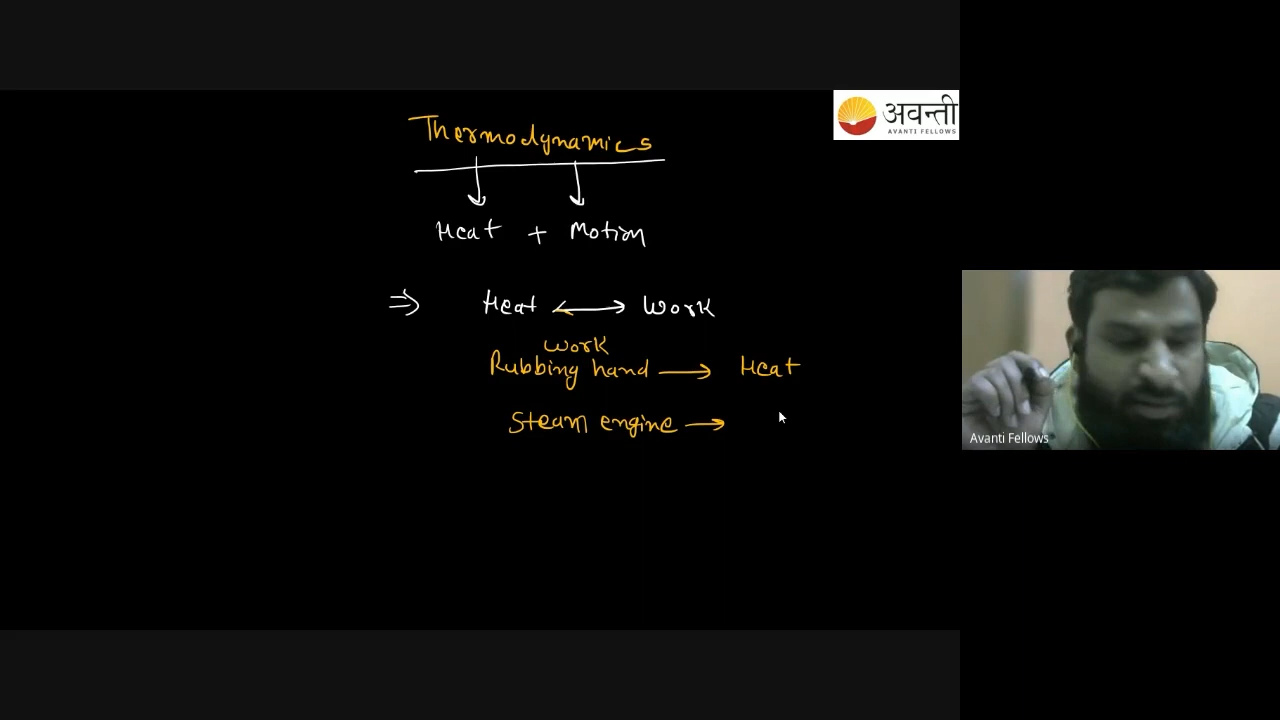 अवन्ती
AVANTI FELLOWS
Thermodynamics
Heat + Motion
⇒ Heat ⟷ Work
Work
Rubbing hand ⟶ Heat
Steam engine ⟶
Avanti Fellows